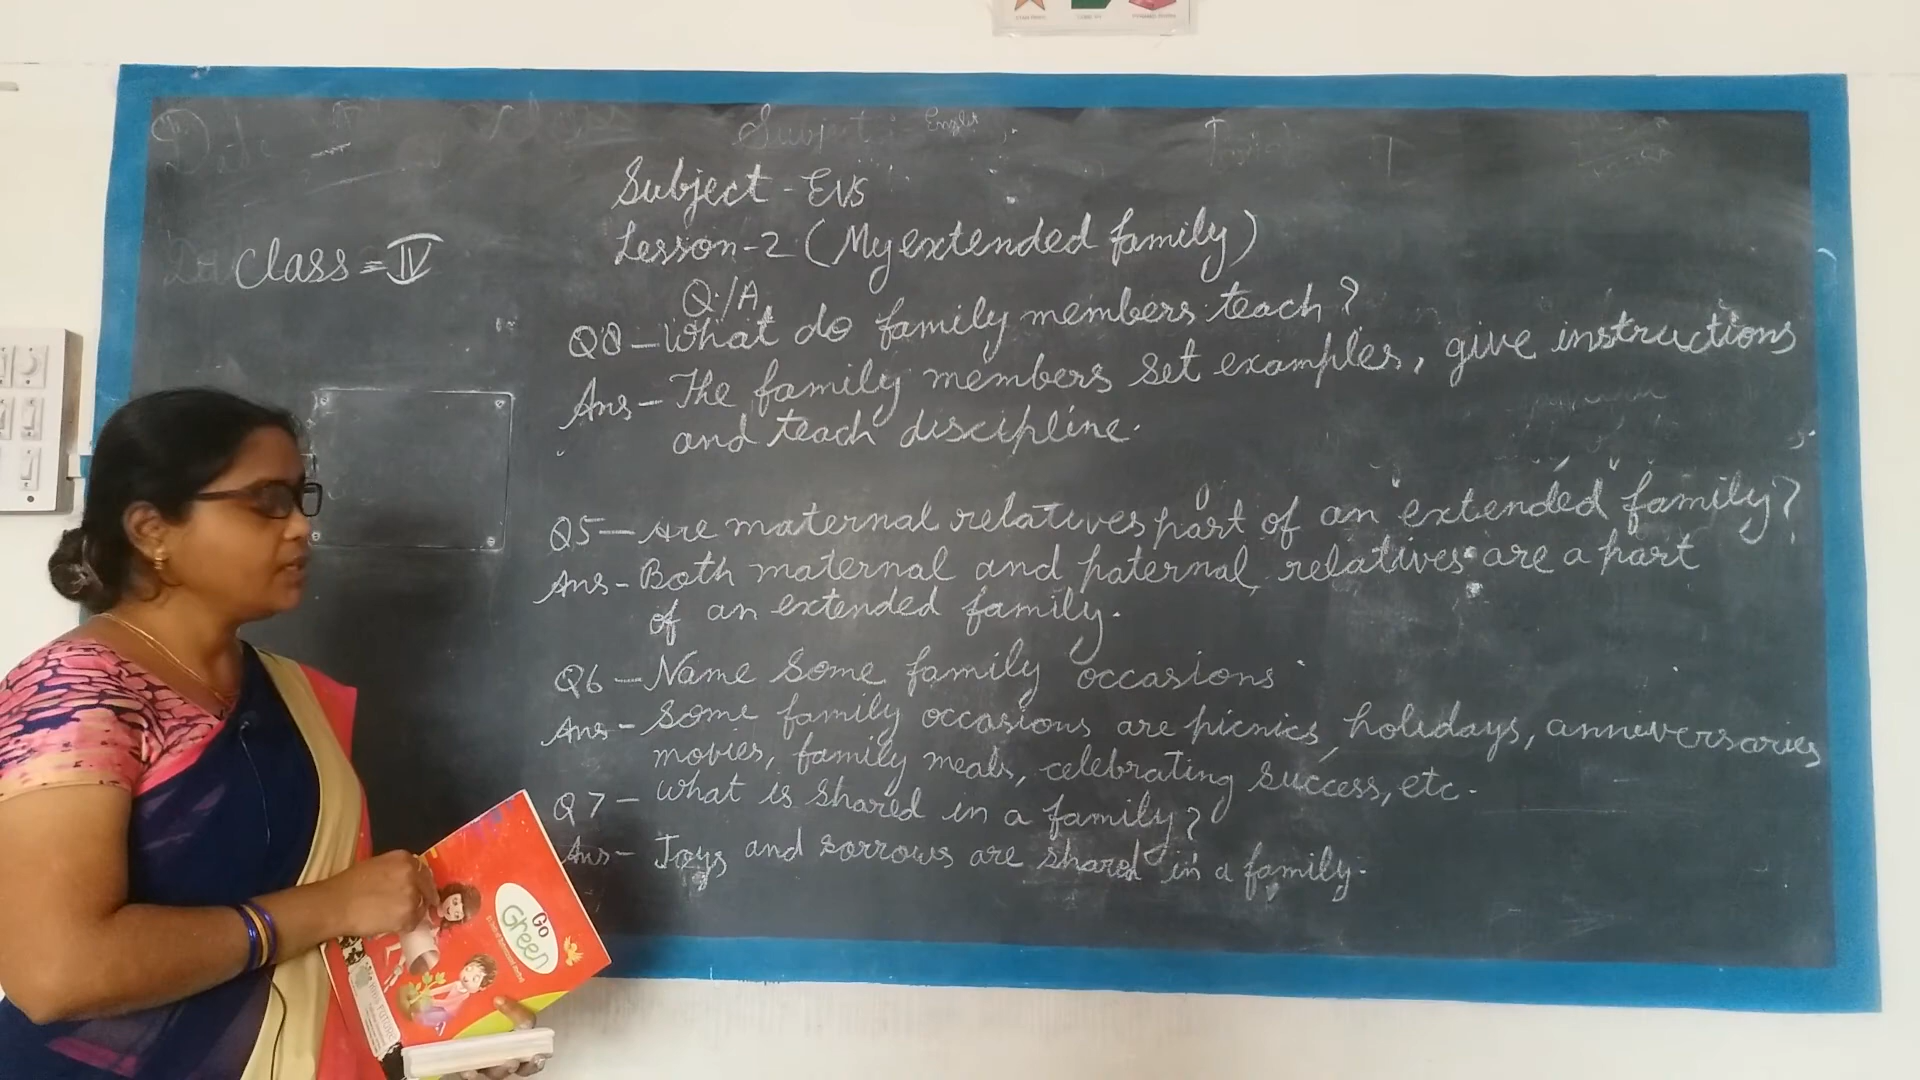 Subject :- English
Date
Subject - EVS
Class = IV
Lesson-2 (My extended family)
Q/A
Q8 - What do family members teach?
Ans - The family members set examples, give instructions
and teach discipline.
Q5 - Are maternal relatives part of an "extended" family?
Ans - Both maternal and paternal relatives are a part
of an extended family.
Q6 - Name some family occasions
Ans - Some family occasions are picnics, holidays, anniversaries
movies, family meals, celebrating success, etc.
Q7 - What is shared in a family?
Ans - Joys and sorrows are shared in a family.
Go
Green